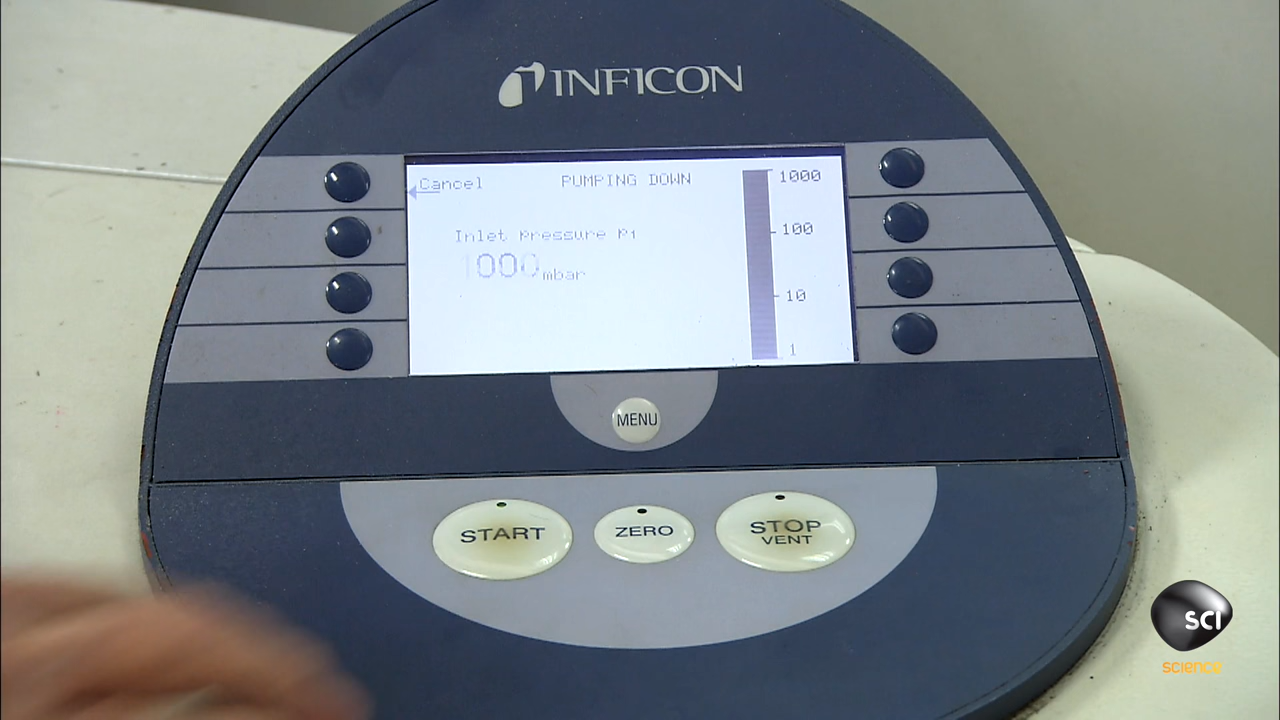 INFICON
Cancel PUMPING DOWN 1000
100
Inlet Pressure P1
1000 mbar
10
1
MENU
START ZERO STOP
VENT
SCI
SCIENCE